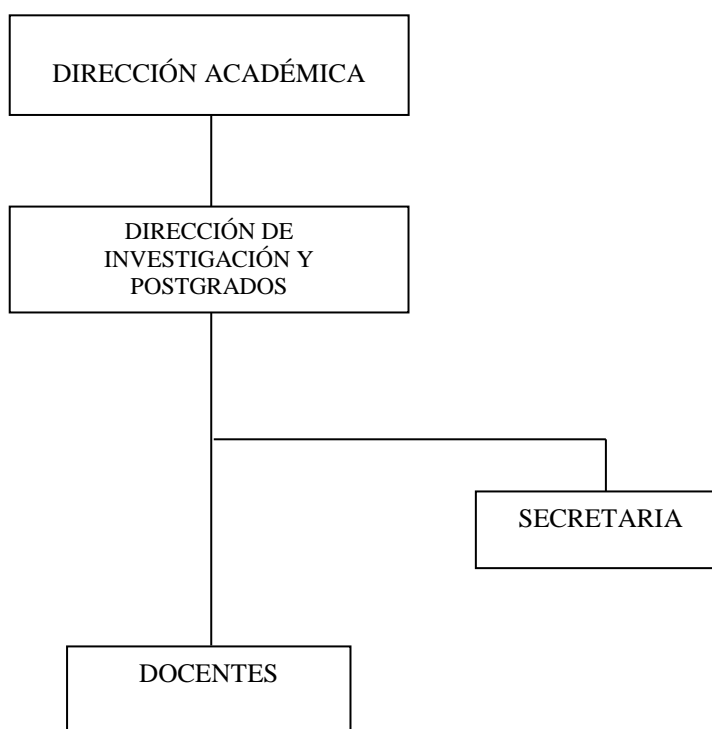 DIRECCIÓN ACADÉMICA
DIRECCIÓN DE
INVESTIGACIÓN Y
POSTGRADOS
SECRETARIA
DOCENTES